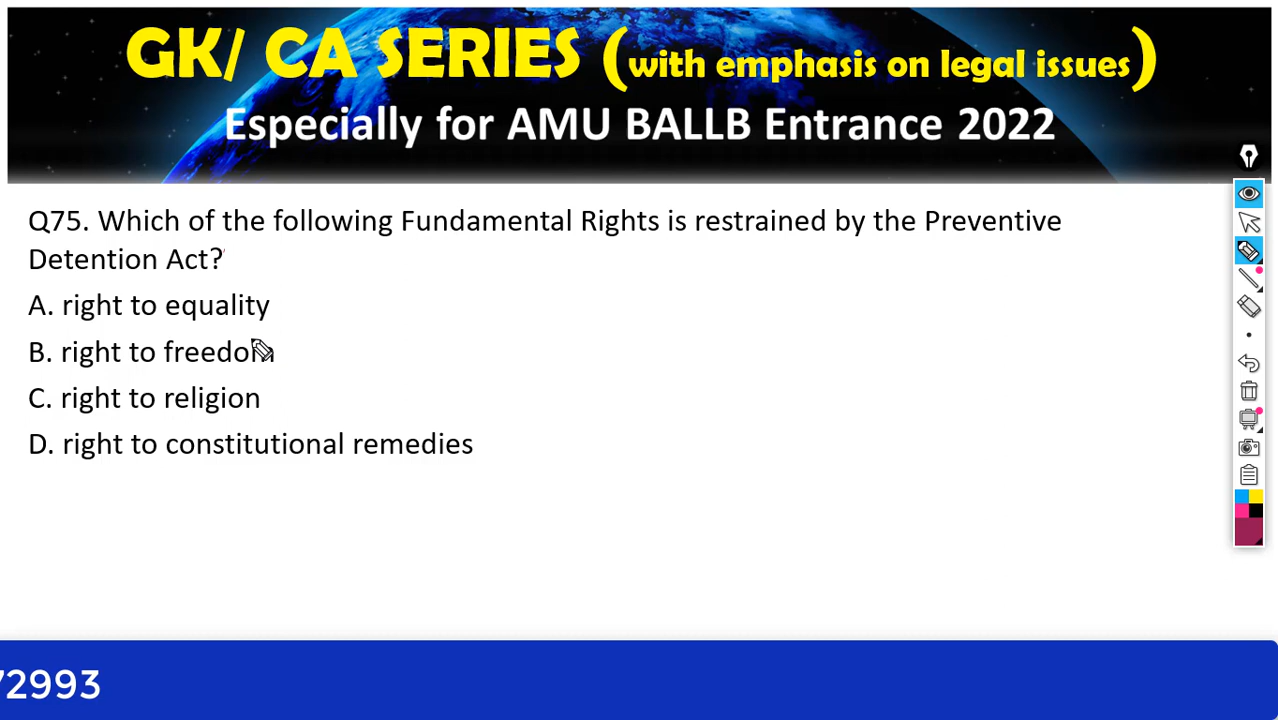 GK/ CA SERIES (with emphasis on legal issues)
Especially for AMU BALLB Entrance 2022
Q75. Which of the following Fundamental Rights is restrained by the Preventive
Detention Act?
A. right to equality
B. right to freedom
C. right to religion
D. right to constitutional remedies
72993